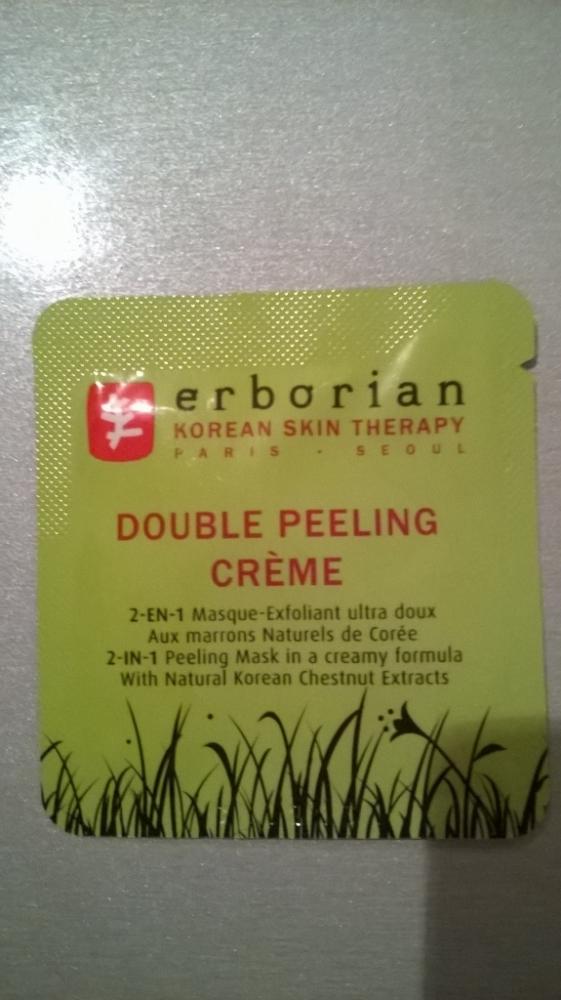 erborian
KOREAN SKIN THERAPY
PARIS - SEOUL
DOUBLE PEELING
CRÈME
2-EN-1 Masque-Exfoliant ultra doux
Aux marrons Naturels de Corée
2-IN-1 Peeling Mask in a creamy formula
With Natural Korean Chestnut Extracts